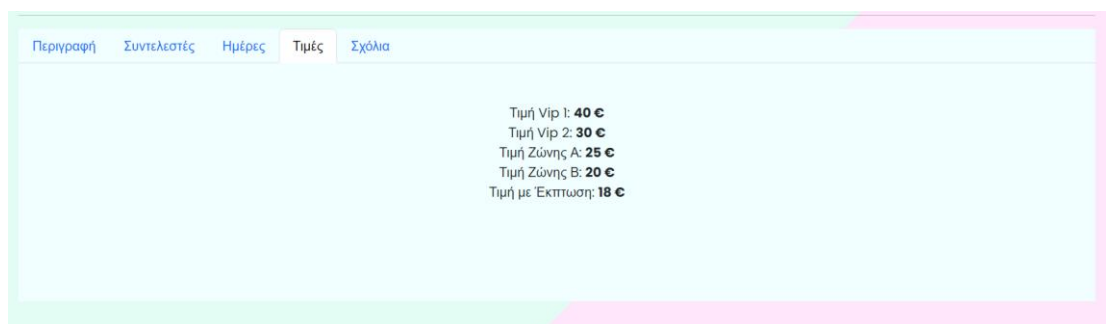 Περιγραφή Συντελεστές Ημέρες Τιμές Σχόλια
Τιμή Vip 1: 40 €
Τιμή Vip 2: 30 €
Τιμή Ζώνης Α: 25 €
Τιμή Ζώνης Β: 20 €
Τιμή με Έκπτωση: 18 €